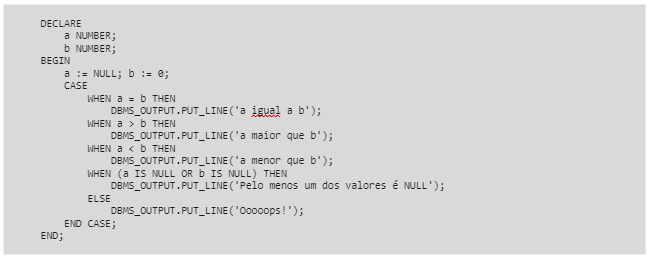 DECLARE
a NUMBER;
b NUMBER;
BEGIN
a := NULL; b := 0;
CASE
WHEN a = b THEN
DBMS_OUTPUT.PUT_LINE('a igual a b');
WHEN a > b THEN
DBMS_OUTPUT.PUT_LINE('a maior que b');
WHEN a < b THEN
DBMS_OUTPUT.PUT_LINE('a menor que b');
WHEN (a IS NULL OR b IS NULL) THEN
DBMS_OUTPUT.PUT_LINE('Pelo menos um dos valores é NULL');
ELSE
DBMS_OUTPUT.PUT_LINE('Ooooops!');
END CASE;
END;